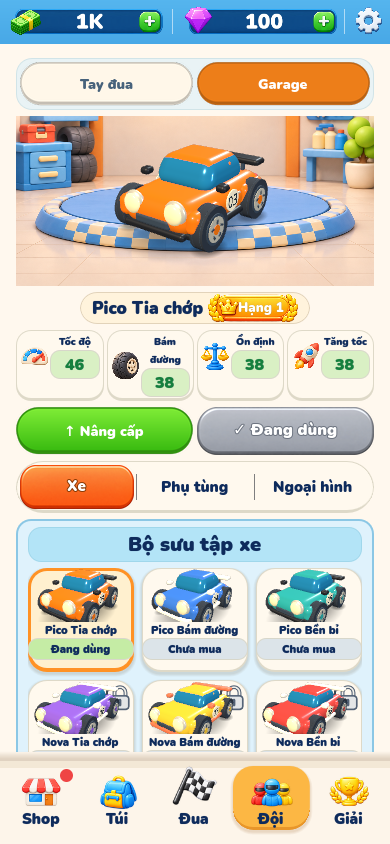 1K
100
Tay đua
Garage
03
Pico Tia chớp
Hạng 1
Tốc độ
46
Bám đường
38
Ổn định
38
Tăng tốc
38
↑ Nâng cấp
✓ Đang dùng
Xe
Phụ tùng
Ngoại hình
Bộ sưu tập xe
Pico Tia chớp
Đang dùng
Pico Bám đường
Chưa mua
Pico Bền bỉ
Chưa mua
Nova Tia chớp
Nova Bám đường
Nova Bền bỉ
Shop
Túi
Đua
Đội
Giải